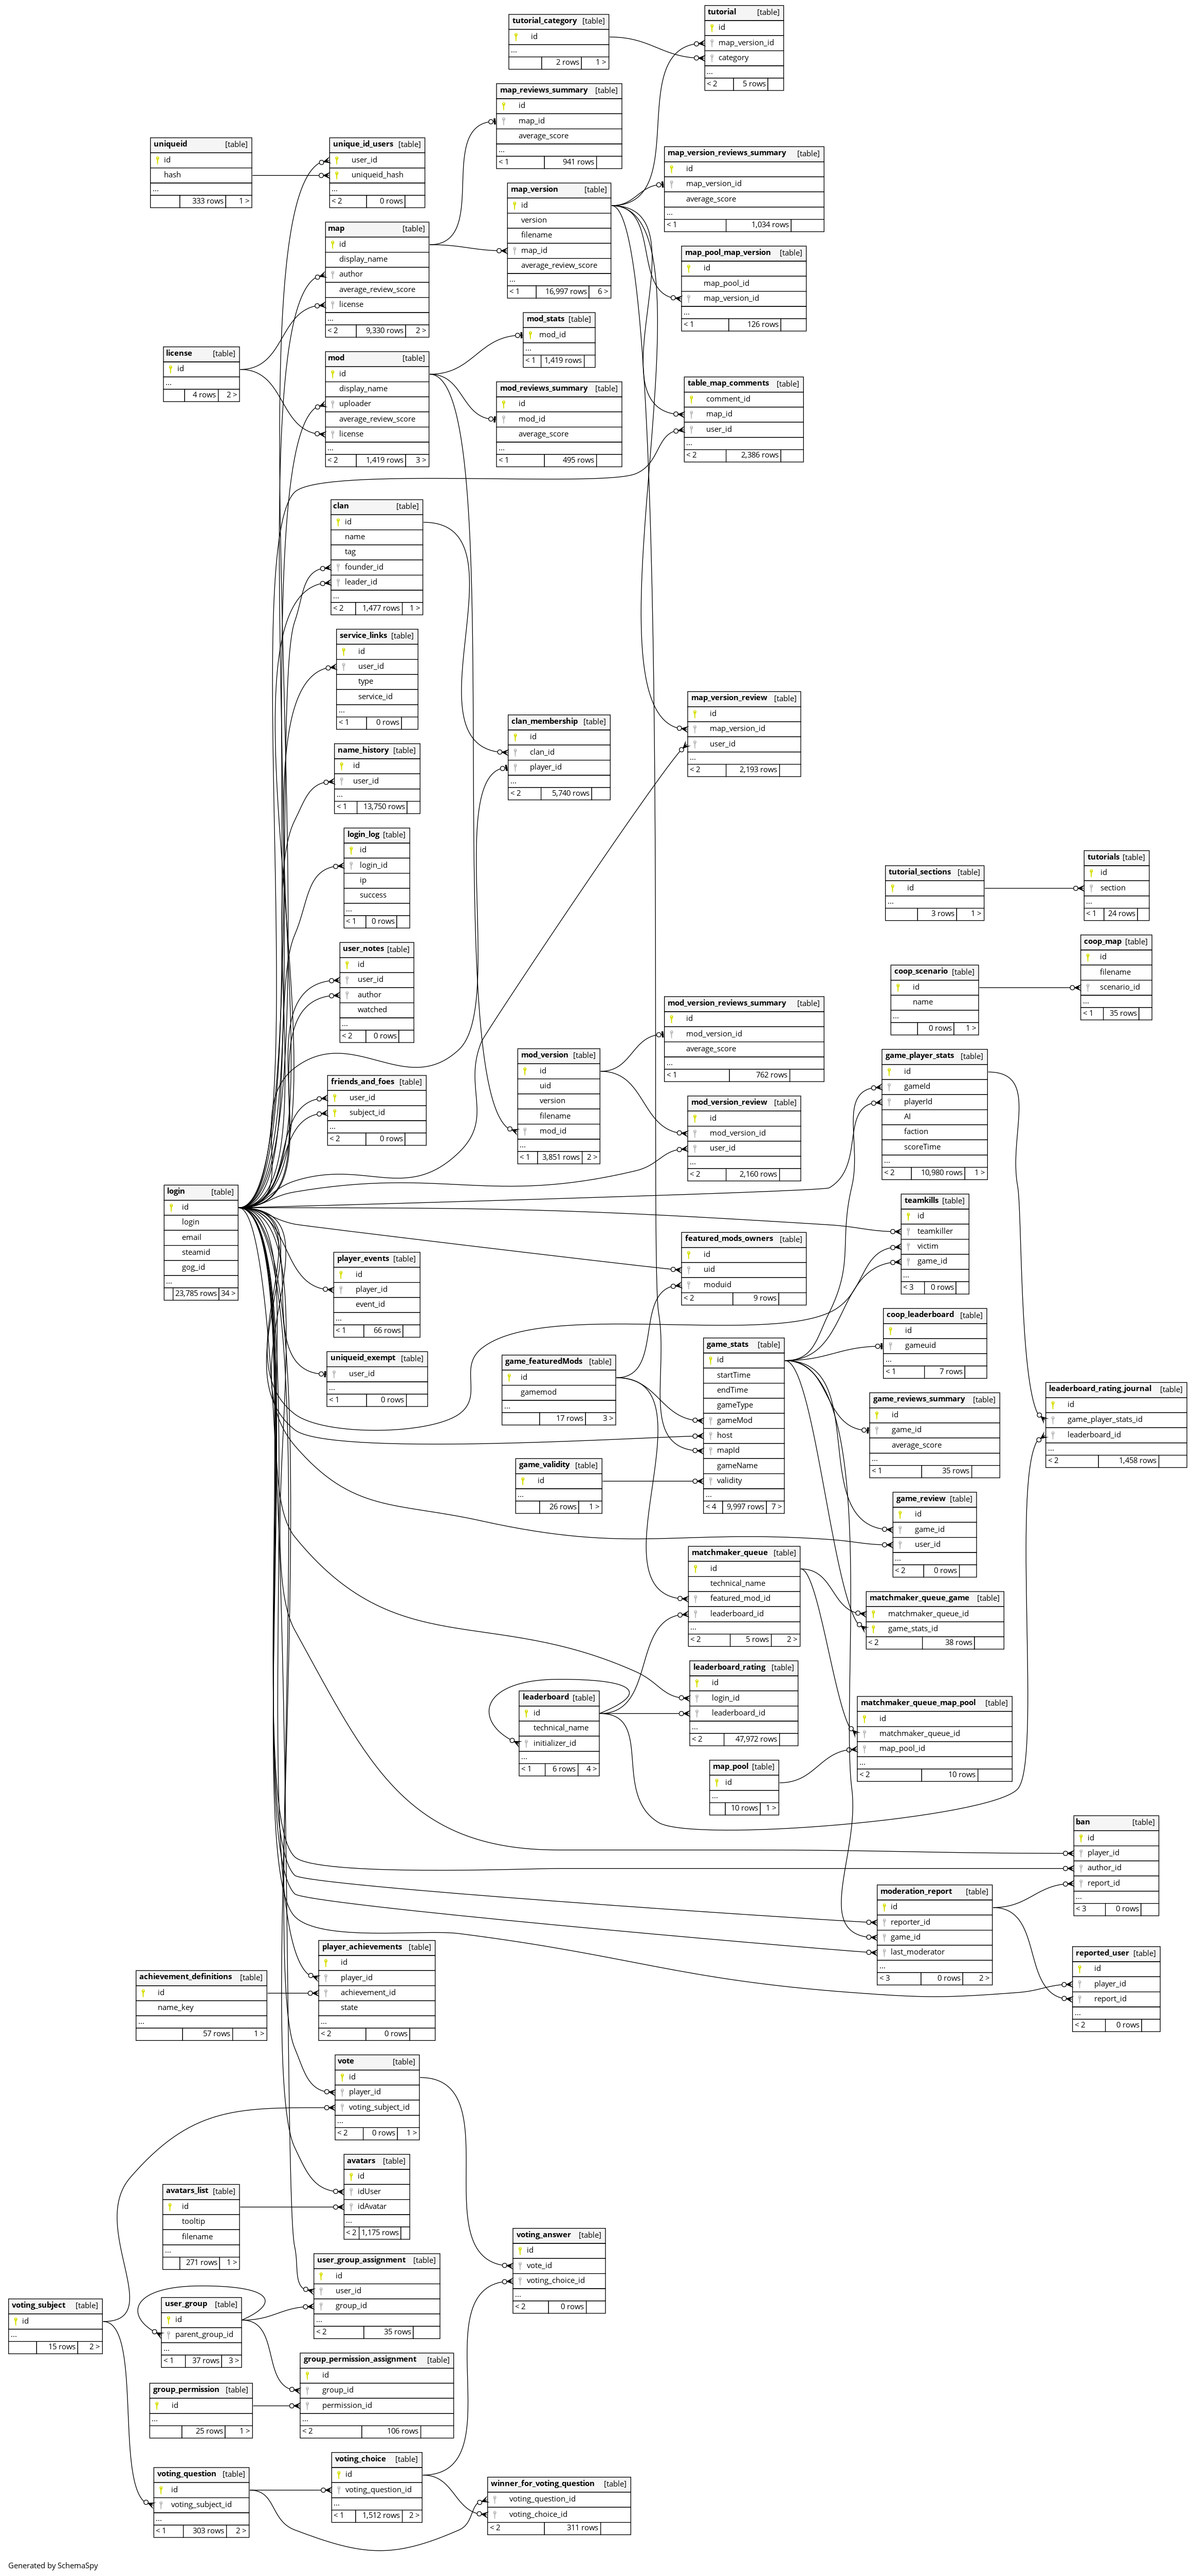 tutorial_category [table]
id
...
2 rows 1 >
tutorial [table]
id
map_version_id
category
...
< 2 5 rows
map_reviews_summary [table]
id
map_id
average_score
...
< 1 941 rows
uniqueid [table]
id
hash
...
333 rows 1 >
unique_id_users [table]
user_id
uniqueid_hash
...
< 2 0 rows
map_version_reviews_summary [table]
id
map_version_id
average_score
...
< 1 1,034 rows
map_version [table]
id
version
filename
map_id
average_review_score
...
< 1 16,997 rows 6 >
map [table]
id
display_name
author
average_review_score
license
...
< 2 9,330 rows 2 >
map_pool_map_version [table]
id
map_pool_id
map_version_id
...
< 1 126 rows
mod_stats [table]
mod_id
...
< 1 1,419 rows
license [table]
id
...
4 rows 2 >
mod [table]
id
display_name
uploader
average_review_score
license
...
< 2 1,419 rows 3 >
mod_reviews_summary [table]
id
mod_id
average_score
...
< 1 495 rows
table_map_comments [table]
comment_id
map_id
user_id
...
< 2 2,386 rows
clan [table]
id
name
tag
founder_id
leader_id
...
< 2 1,477 rows 1 >
service_links [table]
id
user_id
type
service_id
...
< 1 0 rows
map_version_review [table]
id
map_version_id
user_id
...
< 2 2,193 rows
clan_membership [table]
id
clan_id
player_id
...
< 2 5,740 rows
name_history [table]
id
user_id
...
< 1 13,750 rows
login_log [table]
id
login_id
ip
success
...
< 1 0 rows
tutorial_sections [table]
id
...
3 rows 1 >
tutorials [table]
id
section
...
< 1 24 rows
user_notes [table]
id
user_id
author
watched
...
< 2 0 rows
coop_scenario [table]
id
name
...
0 rows 1 >
coop_map [table]
id
filename
scenario_id
...
< 1 35 rows
mod_version_reviews_summary [table]
id
mod_version_id
average_score
...
< 1 762 rows
mod_version [table]
id
uid
version
filename
mod_id
...
< 1 3,851 rows 2 >
game_player_stats [table]
id
gameId
playerId
AI
faction
scoreTime
...
< 2 10,980 rows 1 >
friends_and_foes [table]
user_id
subject_id
...
< 2 0 rows
mod_version_review [table]
id
mod_version_id
user_id
...
< 2 2,160 rows
login [table]
id
login
email
steamid
gog_id
...
23,785 rows 34 >
teamkills [table]
id
teamkiller
victim
game_id
...
< 3 0 rows
featured_mods_owners [table]
id
uid
moduid
...
< 2 9 rows
player_events [table]
id
player_id
event_id
...
< 1 66 rows
coop_leaderboard [table]
id
gameuid
...
< 1 7 rows
uniqueid_exempt [table]
user_id
...
< 1 0 rows
game_featuredMods [table]
id
gamemod
...
17 rows 3 >
game_stats [table]
id
startTime
endTime
gameType
gameMod
host
mapId
gameName
validity
...
< 4 9,997 rows 7 >
game_reviews_summary [table]
id
game_id
average_score
...
< 1 35 rows
leaderboard_rating_journal [table]
id
game_player_stats_id
leaderboard_id
...
< 2 1,458 rows
game_validity [table]
id
...
26 rows 1 >
game_review [table]
id
game_id
user_id
...
< 2 0 rows
matchmaker_queue [table]
id
technical_name
featured_mod_id
leaderboard_id
...
< 2 5 rows 2 >
matchmaker_queue_game [table]
matchmaker_queue_id
game_stats_id
...
< 2 38 rows
leaderboard_rating [table]
id
login_id
leaderboard_id
...
< 2 47,972 rows
leaderboard [table]
id
technical_name
initializer_id
...
< 1 6 rows 4 >
matchmaker_queue_map_pool [table]
id
matchmaker_queue_id
map_pool_id
...
< 2 10 rows
map_pool [table]
id
...
10 rows 1 >
ban [table]
id
player_id
author_id
report_id
...
< 3 0 rows
moderation_report [table]
id
reporter_id
game_id
last_moderator
...
< 3 0 rows 2 >
reported_user [table]
id
player_id
report_id
...
< 2 0 rows
achievement_definitions [table]
id
name_key
...
57 rows 1 >
player_achievements [table]
id
player_id
achievement_id
state
...
< 2 0 rows
vote [table]
id
player_id
voting_subject_id
...
< 2 0 rows 1 >
avatars [table]
id
idUser
idAvatar
...
< 2 1,175 rows
avatars_list [table]
id
tooltip
filename
...
271 rows 1 >
voting_answer [table]
id
vote_id
voting_choice_id
...
< 2 0 rows
user_group_assignment [table]
id
user_id
group_id
...
< 2 35 rows
voting_subject [table]
id
...
15 rows 2 >
user_group [table]
id
parent_group_id
...
< 1 37 rows 3 >
group_permission_assignment [table]
id
group_id
permission_id
...
< 2 106 rows
group_permission [table]
id
...
25 rows 1 >
voting_choice [table]
id
voting_question_id
...
< 1 1,512 rows 2 >
voting_question [table]
id
voting_subject_id
...
< 1 303 rows 2 >
winner_for_voting_question [table]
voting_question_id
voting_choice_id
...
< 2 311 rows
Generated by SchemaSpy